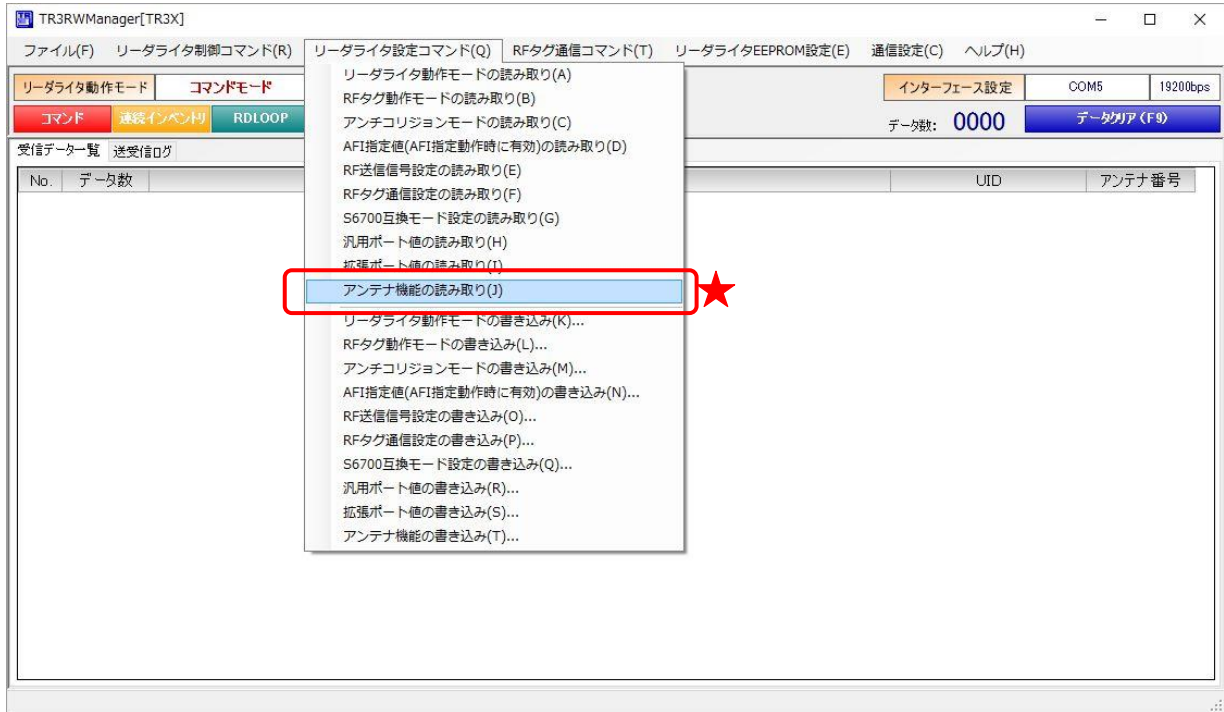 TR3RWManager[TR3X]
ファイル(F) リーダライタ制御コマンド(R) リーダライタ設定コマンド(Q) RFタグ通信コマンド(T) リーダライタEEPROM設定(E) 通信設定(C) ヘルプ(H)
リーダライタ動作モード コマンドモード インターフェース設定 COM5 19200bps
コマンド 連続インベントリ RDLOOP データ数: 0000 データクリア(F9)
受信データ一覧 送受信ログ
No. データ数 UID アンテナ番号
リーダライタ動作モードの読み取り(A)
RFタグ動作モードの読み取り(B)
アンチコリジョンモードの読み取り(C)
AFI指定値(AFI指定動作時に有効)の読み取り(D)
RF送信信号設定の読み取り(E)
RFタグ通信設定の読み取り(F)
S6700互換モード設定の読み取り(G)
汎用ポート値の読み取り(H)
拡張ポート値の読み取り(I)
アンテナ機能の読み取り(J)
リーダライタ動作モードの書き込み(K)...
RFタグ動作モードの書き込み(L)...
アンチコリジョンモードの書き込み(M)...
AFI指定値(AFI指定動作時に有効)の書き込み(N)...
RF送信信号設定の書き込み(O)...
RFタグ通信設定の書き込み(P)...
S6700互換モード設定の書き込み(Q)...
汎用ポート値の書き込み(R)...
拡張ポート値の書き込み(S)...
アンテナ機能の書き込み(T)...